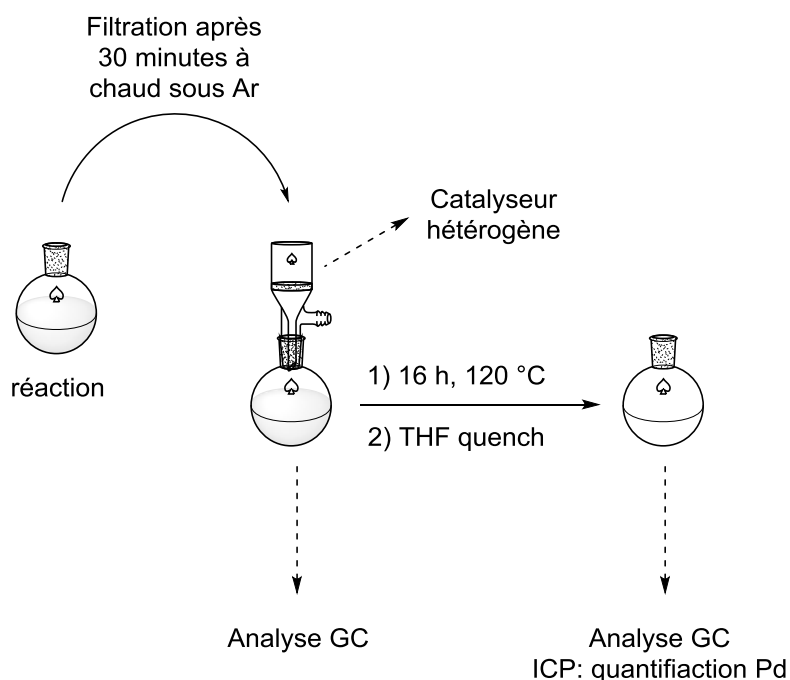 Filtration après
30 minutes à
chaud sous Ar
Catalyseur
hétérogène
réaction
1) 16 h, 120 °C
2) THF quench
Analyse GC
Analyse GC
ICP: quantifiaction Pd